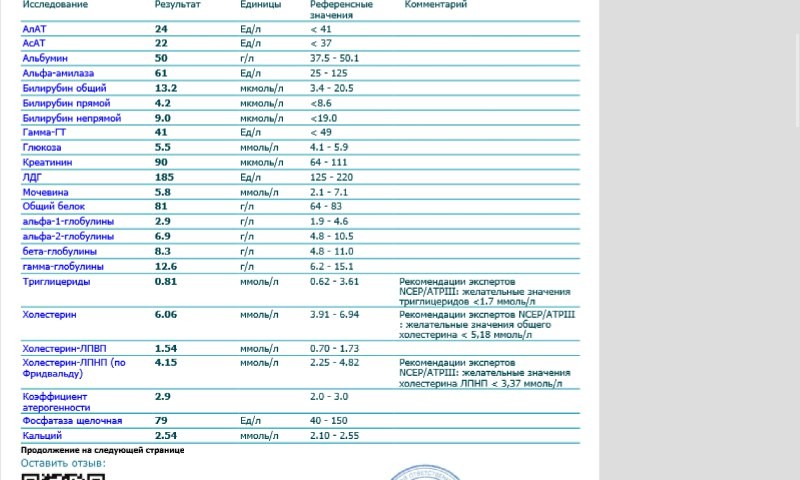 Исследование Результат Единицы Референсные значения Комментарий
АлАТ 24 Ед/л < 41
АсАТ 22 Ед/л < 37
Альбумин 50 г/л 37.5 - 50.1
Альфа-амилаза 61 Ед/л 25 - 125
Билирубин общий 13.2 мкмоль/л 3.4 - 20.5
Билирубин прямой 4.2 мкмоль/л <8.6
Билирубин непрямой 9.0 мкмоль/л <19.0
Гамма-ГТ 41 Ед/л < 49
Глюкоза 5.5 ммоль/л 4.1 - 5.9
Креатинин 90 мкмоль/л 64 - 111
ЛДГ 185 Ед/л 125 - 220
Мочевина 5.8 ммоль/л 2.1 - 7.1
Общий белок 81 г/л 64 - 83
альфа-1-глобулины 2.9 г/л 1.9 - 4.6
альфа-2-глобулины 6.9 г/л 4.8 - 10.5
бета-глобулины 8.3 г/л 4.8 - 11.0
гамма-глобулины 12.6 г/л 6.2 - 15.1
Триглицериды 0.81 ммоль/л 0.62 - 3.61 Рекомендации экспертов
NCEP/ATPIII: желательные значения
триглицеридов <1.7 ммоль/л
Холестерин 6.06 ммоль/л 3.91 - 6.94 Рекомендации экспертов NCEP/ATPIII
: желательные значения общего
холестерина < 5,18 ммоль/л
Холестерин-ЛПВП 1.54 ммоль/л 0.70 - 1.73
Холестерин-ЛПНП (по 4.15 ммоль/л 2.25 - 4.82 Рекомендации экспертов
Фридвальду) NCEP/ATPIII: желательные значения
холестерина ЛПНП < 3,37 ммоль/л
Коэффициент 2.9 2.0 - 3.0
атерогенности
Фосфатаза щелочная 79 Ед/л 40 - 150
Кальций 2.54 ммоль/л 2.10 - 2.55
Продолжение на следующей странице
Оставить отзыв: